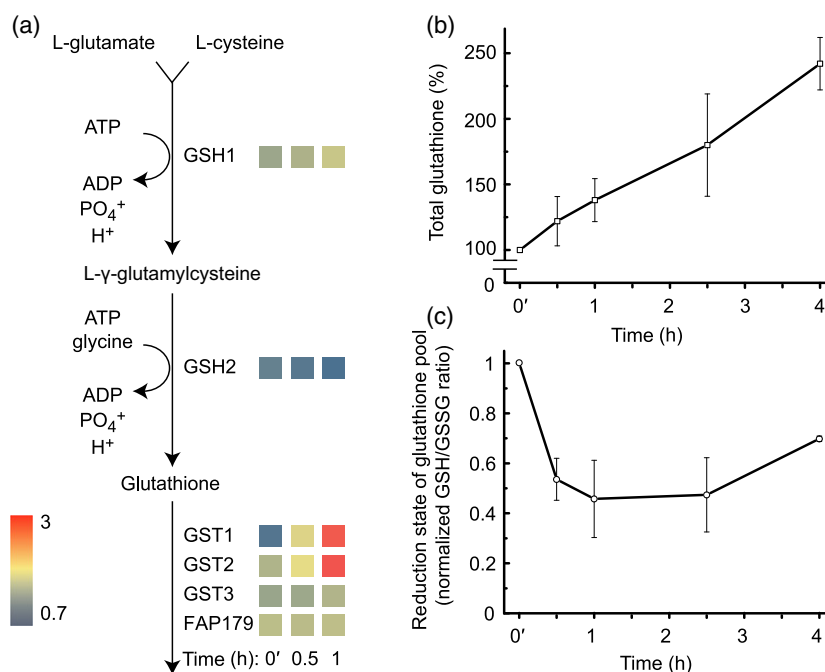 (a)
L-glutamate L-cysteine
ATP
GSH1
ADP
PO₄⁺
H⁺
L-γ-glutamylcysteine
ATP
glycine
GSH2
ADP
PO₄⁺
H⁺
Glutathione
3
0.7
GST1
GST2
GST3
FAP179
Time (h): 0′ 0.5 1
(b)
Total glutathione (%)
250
200
150
100
0
0′ 1 2 3 4
Time (h)
(c)
Reduction state of glutathione pool
(normalized GSH/GSSG ratio)
1
0.8
0.6
0.4
0.2
0
0′ 1 2 3 4
Time (h)